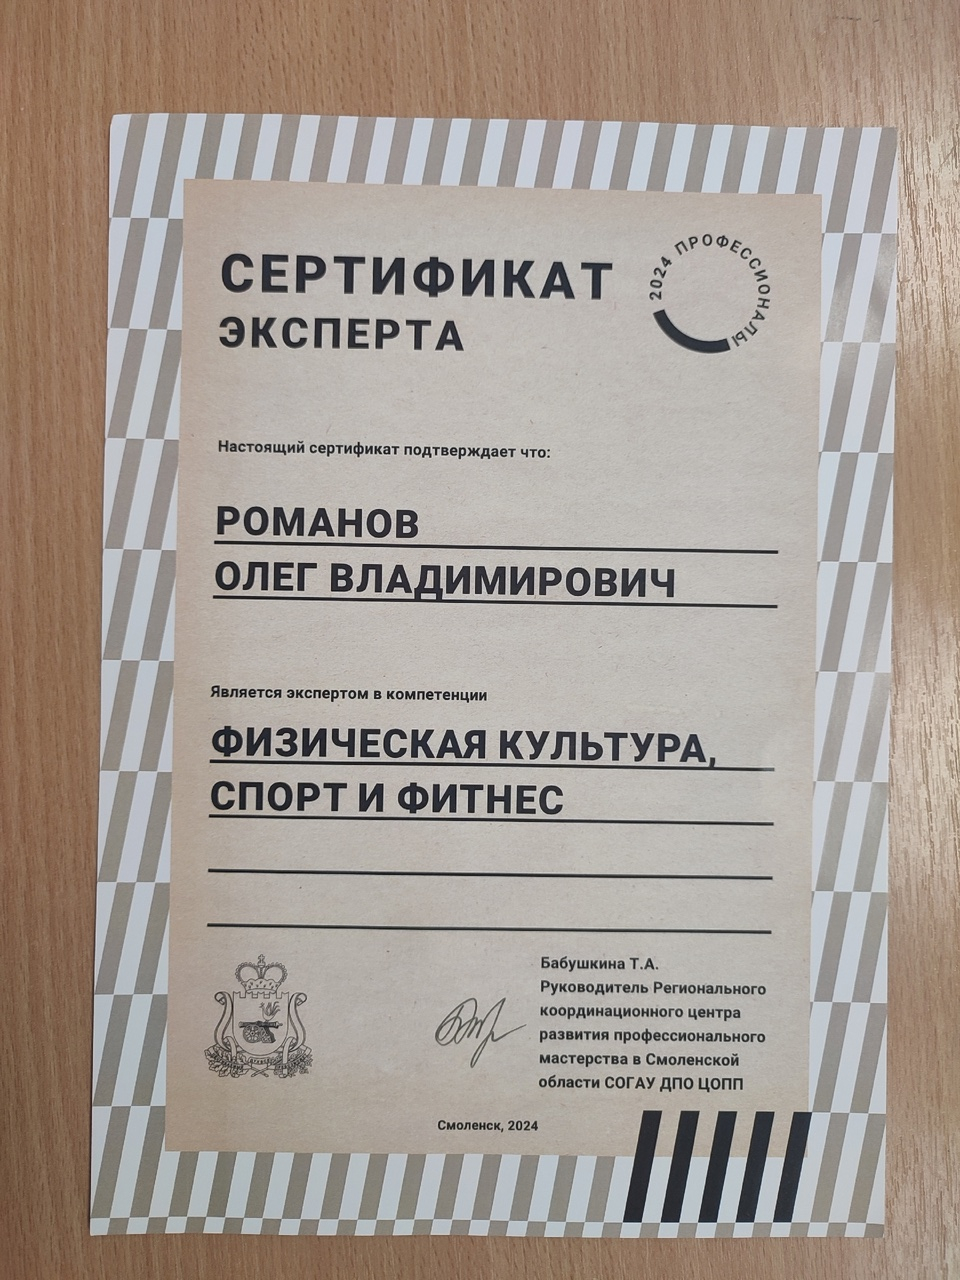 СЕРТИФИКАТ
ЭКСПЕРТА
2024 ПРОФЕССИОНАЛЫ
Настоящий сертификат подтверждает что:
РОМАНОВ
ОЛЕГ ВЛАДИМИРОВИЧ
Является экспертом в компетенции
ФИЗИЧЕСКАЯ КУЛЬТУРА,
СПОРТ И ФИТНЕС
Бабушкина Т.А.
Руководитель Регионального
координационного центра
развития профессионального
мастерства в Смоленской
области СОГАУ ДПО ЦОПП
Смоленск, 2024